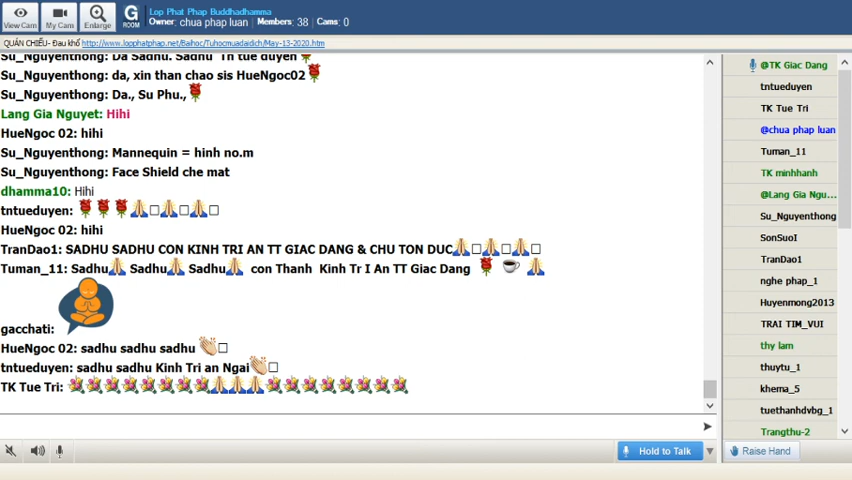 View Cam
My Cam
Enlarge
G
ROOM
Lop Phat Phap Buddhadhamma
Owner: chua phap luan Members: 38 Cams: 0
QUÁN CHIẾU- Đau khổ http://www.lophatphap.net/Baihoc/Tuhocmuadaidich/May-13-2020.htm
Su_Nguyenthong: Da Sadhu. Sadhu Tn tue duyen
Su_Nguyenthong: da, xin than chao sis HueNgoc02
Su_Nguyenthong: Da., Su Phu.,
Lang Gia Nguyet: Hihi
HueNgoc 02: hihi
Su_Nguyenthong: Mannequin = hinh no.m
Su_Nguyenthong: Face Shield che mat
dhamma10: Hihi
tntueduyen:
HueNgoc 02: hihi
TranDao1: SADHU SADHU CON KINH TRI AN TT GIAC DANG & CHU TON DUC
Tuman_11: Sadhu Sadhu Sadhu con Thanh Kinh Tr I An TT Giac Dang
gacchati:
HueNgoc 02: sadhu sadhu sadhu
tntueduyen: sadhu sadhu Kinh Tri an Ngai
TK Tue Tri:
@TK Giac Dang
tntueduyen
TK Tue Tri
@chua phap luan
Tuman_11
TK minhhanh
@Lang Gia Ngu...
Su_Nguyenthong
SonSuoI
TranDao1
nghe phap_1
Huyenmong2013
TRAI TIM_VUI
thy lam
thuytu_1
khema_5
tuethanhdvbg_1
Trangthu-2
Hold to Talk
Raise Hand